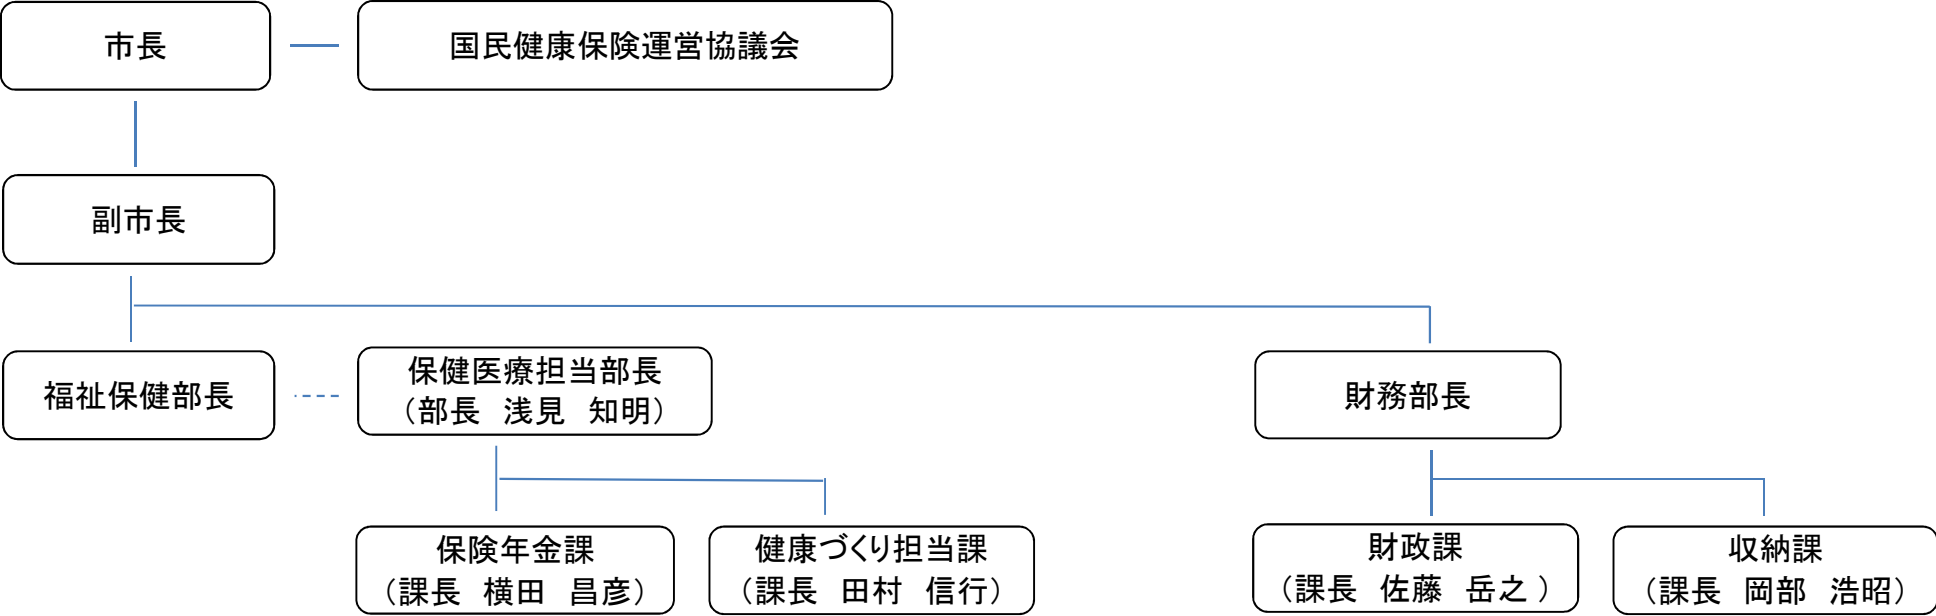 市長
国民健康保険運営協議会
副市長
福祉保健部長
保健医療担当部長
（部長　浅見　知明）
財務部長
保険年金課
（課長　横田　昌彦）
健康づくり担当課
（課長　田村　信行）
財政課
（課長　佐藤　岳之 ）
収納課
（課長　岡部　浩昭）